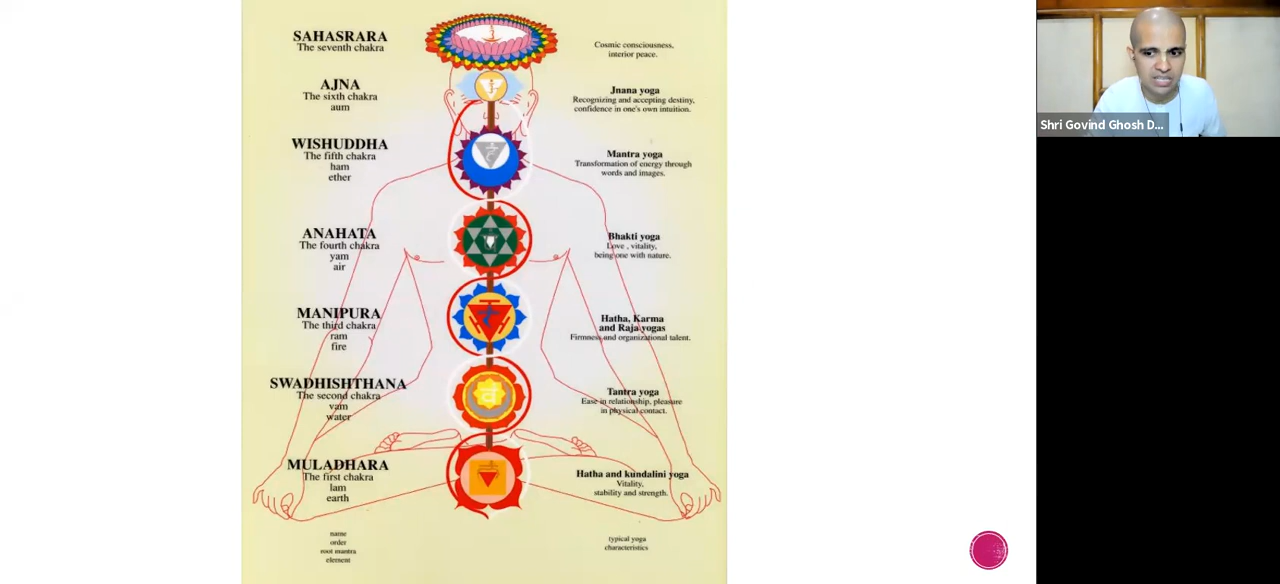 SAHASRARA
The seventh chakra
Cosmic consciousness,
interior peace.
AJNA
The sixth chakra
aum
Jnana yoga
Recognizing and accepting destiny,
confidence in one's own intuition.
WISHUDDHA
The fifth chakra
ham
ether
Mantra yoga
Transformation of energy through
words and images.
ANAHATA
The fourth chakra
yam
air
Bhakti yoga
Love , vitality,
being one with nature.
MANIPURA
The third chakra
ram
fire
Hatha, Karma
and Raja yogas
Firmness and organizational talent.
SWADHISHTHANA
The second chakra
vam
water
Tantra yoga
Ease in relationship, pleasure
in physical contact.
MULADHARA
The first chakra
lam
earth
Hatha and kundalini yoga
Vitality,
stability and strength.
name
order
root mantra
element
typical yoga
characteristics
Shri Govind Ghosh D...